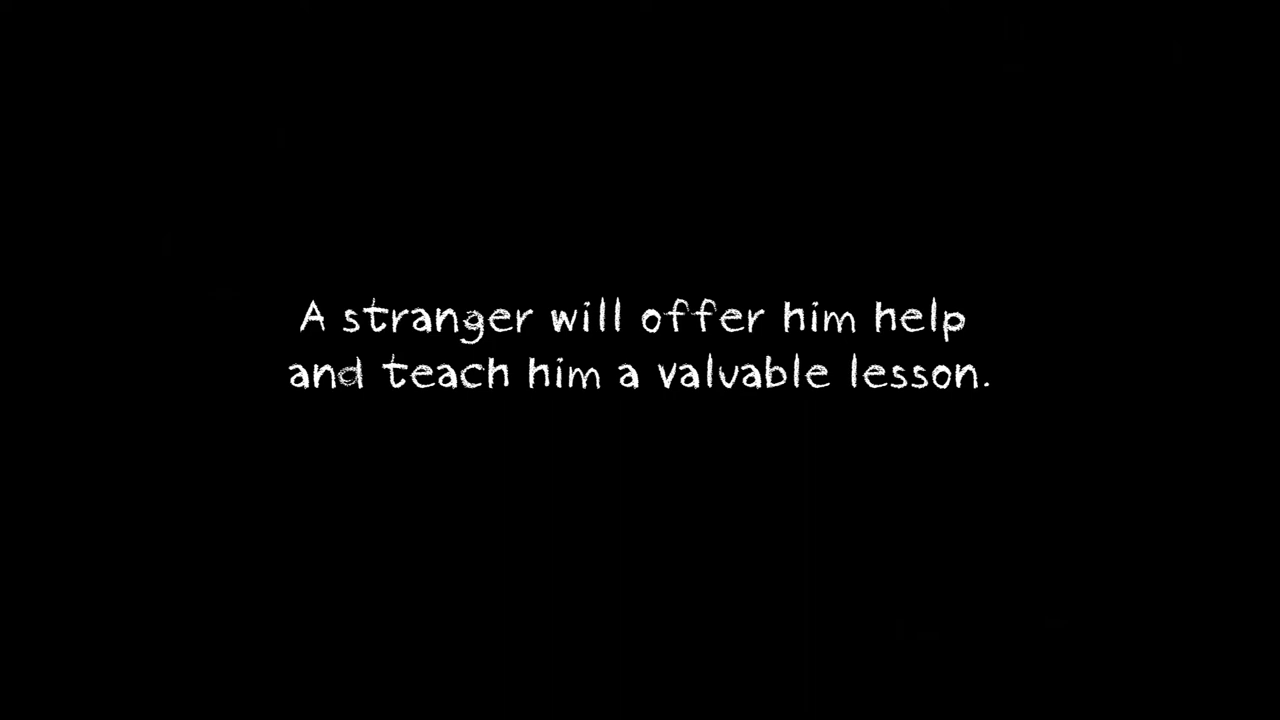 A stranger will offer him help
and teach him a valuable lesson.